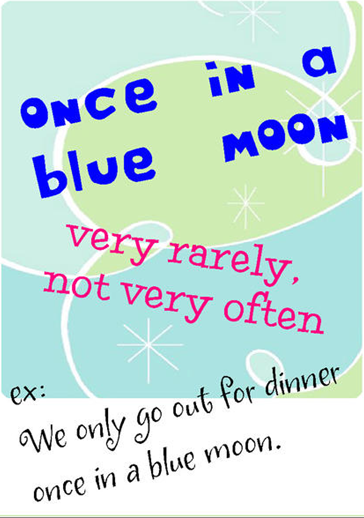 once in a
blue moon
very rarely,
not very often
ex:
We only go out for dinner
once in a blue moon.